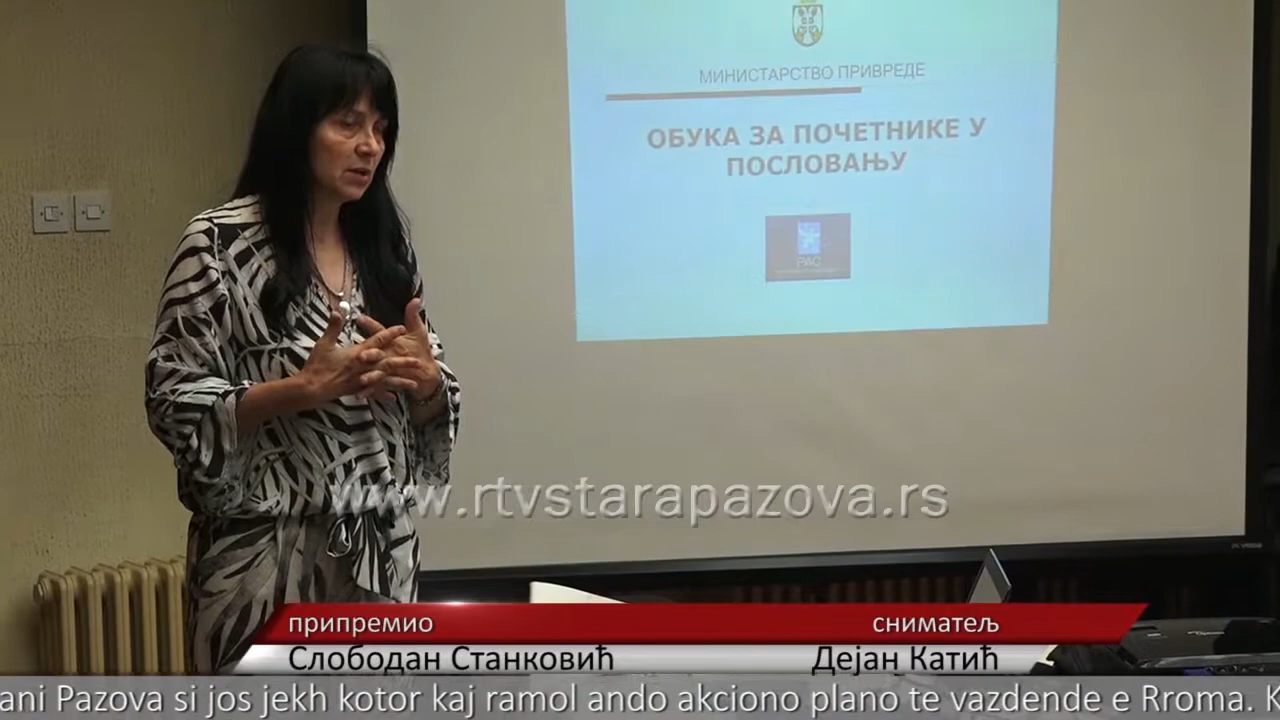 МИНИСТАРСТВО ПРИВРЕДЕ
ОБУКА ЗА ПОЧЕТНИКЕ У
ПОСЛОВАЊУ
РАС
www.rtvstarapazova.rs
припремио
сниматељ
Слободан Станковић
Дејан Катић
ani Pazova si jos jekh kotor kaj ramol ando akciono plano te vazdende e Rroma. K